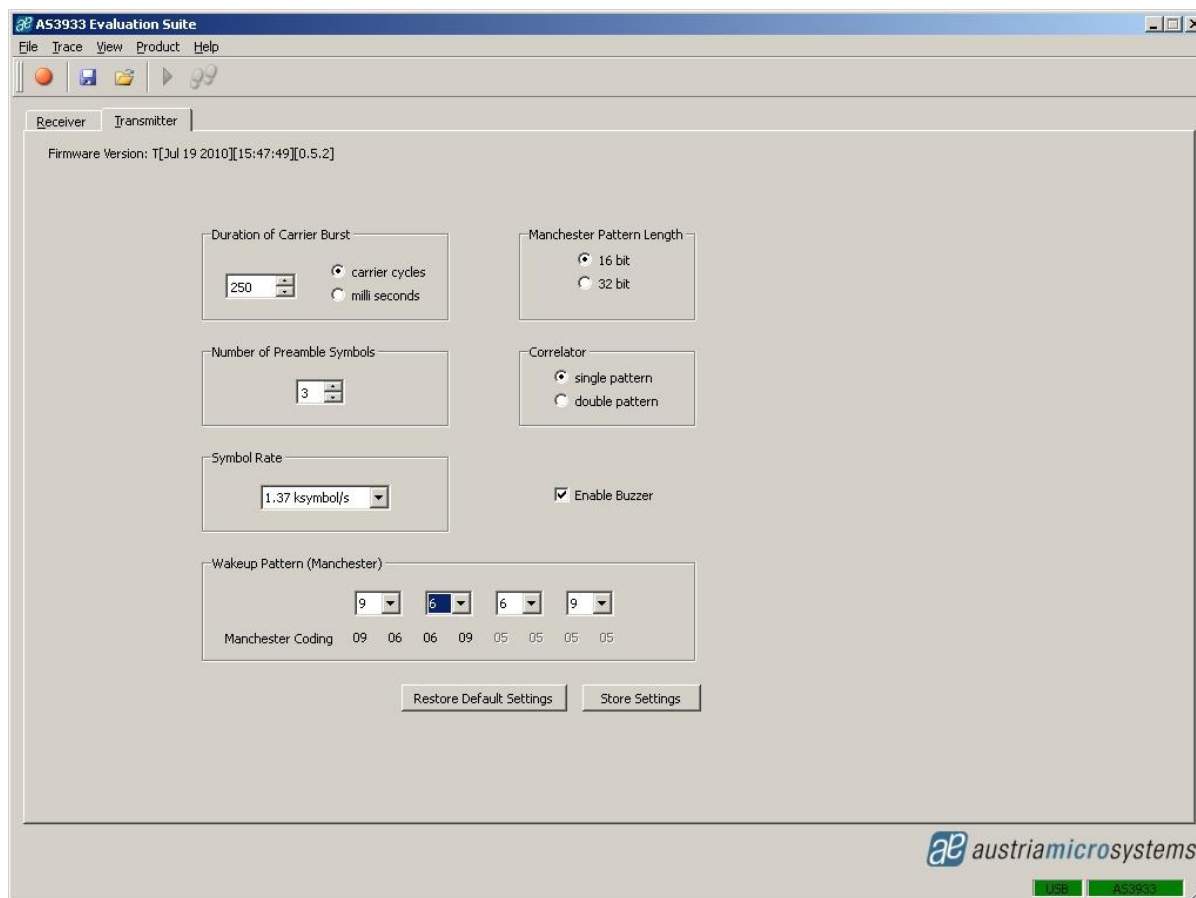 AS3933 Evaluation Suite
File Trace View Product Help
Receiver Transmitter
Firmware Version: T[Jul 19 2010][15:47:49][0.5.2]
Duration of Carrier Burst
250
carrier cycles
milli seconds
Manchester Pattern Length
16 bit
32 bit
Number of Preamble Symbols
3
Correlator
single pattern
double pattern
Symbol Rate
1.37 ksymbol/s
Enable Buzzer
Wakeup Pattern (Manchester)
9 6 6 9
Manchester Coding 09 06 06 09 05 05 05 05
Restore Default Settings Store Settings
ae austriamicrosystems
USB AS3933